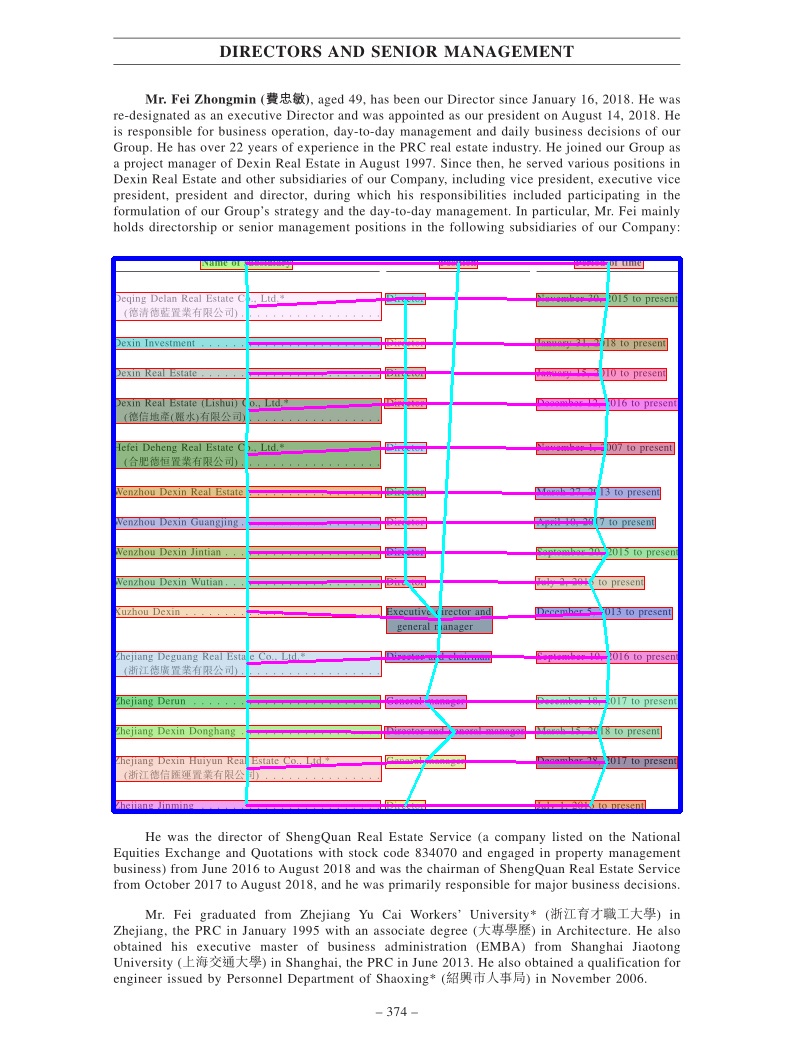 DIRECTORS AND SENIOR MANAGEMENT
Mr. Fei Zhongmin (費忠敏), aged 49, has been our Director since January 16, 2018. He was
re-designated as an executive Director and was appointed as our president on August 14, 2018. He
is responsible for business operation, day-to-day management and daily business decisions of our
Group. He has over 22 years of experience in the PRC real estate industry. He joined our Group as
a project manager of Dexin Real Estate in August 1997. Since then, he served various positions in
Dexin Real Estate and other subsidiaries of our Company, including vice president, executive vice
president, president and director, during which his responsibilities included participating in the
formulation of our Group's strategy and the day-to-day management. In particular, Mr. Fei mainly
holds directorship or senior management positions in the following subsidiaries of our Company:
Name of subsidiary Position Period of time
Deqing Delan Real Estate Co., Ltd.* Director November 30, 2015 to present
(德清德藍置業有限公司) . . . . . . . . . . . . . . . . . .
Dexin Investment . . . . . . . . . . . . . . . . . . . . . . . Director January 31, 2018 to present
Dexin Real Estate . . . . . . . . . . . . . . . . . . . . . . . Director January 15, 2010 to present
Dexin Real Estate (Lishui) Co., Ltd.* Director December 12, 2016 to present
(德信地產(麗水)有限公司) . . . . . . . . . . . . . . . . . .
Hefei Deheng Real Estate Co., Ltd.* Director November 1, 2007 to present
(合肥德恒置業有限公司) . . . . . . . . . . . . . . . . . .
Wenzhou Dexin Real Estate . . . . . . . . . . . . . . . . . Director March 27, 2013 to present
Wenzhou Dexin Guangjing . . . . . . . . . . . . . . . . . . Director April 10, 2017 to present
Wenzhou Dexin Jintian . . . . . . . . . . . . . . . . . . . . Director September 29, 2015 to present
Wenzhou Dexin Wutian . . . . . . . . . . . . . . . . . . . . Director July 2, 2015 to present
Xuzhou Dexin . . . . . . . . . . . . . . . . . . . . . . . . . Executive director and December 5, 2013 to present
general manager
Zhejiang Deguang Real Estate Co., Ltd.* Director and chairman September 19, 2016 to present
(浙江德廣置業有限公司) . . . . . . . . . . . . . . . . . .
Zhejiang Derun . . . . . . . . . . . . . . . . . . . . . . . . General manager December 18, 2017 to present
Zhejiang Dexin Donghang . . . . . . . . . . . . . . . . . . Director and general manager March 15, 2018 to present
Zhejiang Dexin Huiyun Real Estate Co., Ltd.* General manager December 28, 2017 to present
(浙江德信匯運置業有限公司) . . . . . . . . . . . . . . . .
Zhejiang Jinming . . . . . . . . . . . . . . . . . . . . . . . Director July 1, 2016 to present
He was the director of ShengQuan Real Estate Service (a company listed on the National
Equities Exchange and Quotations with stock code 834070 and engaged in property management
business) from June 2016 to August 2018 and was the chairman of ShengQuan Real Estate Service
from October 2017 to August 2018, and he was primarily responsible for major business decisions.
Mr. Fei graduated from Zhejiang Yu Cai Workers' University* (浙江育才職工大學) in
Zhejiang, the PRC in January 1995 with an associate degree (大專學歷) in Architecture. He also
obtained his executive master of business administration (EMBA) from Shanghai Jiaotong
University (上海交通大學) in Shanghai, the PRC in June 2013. He also obtained a qualification for
engineer issued by Personnel Department of Shaoxing* (紹興市人事局) in November 2006.
– 374 –